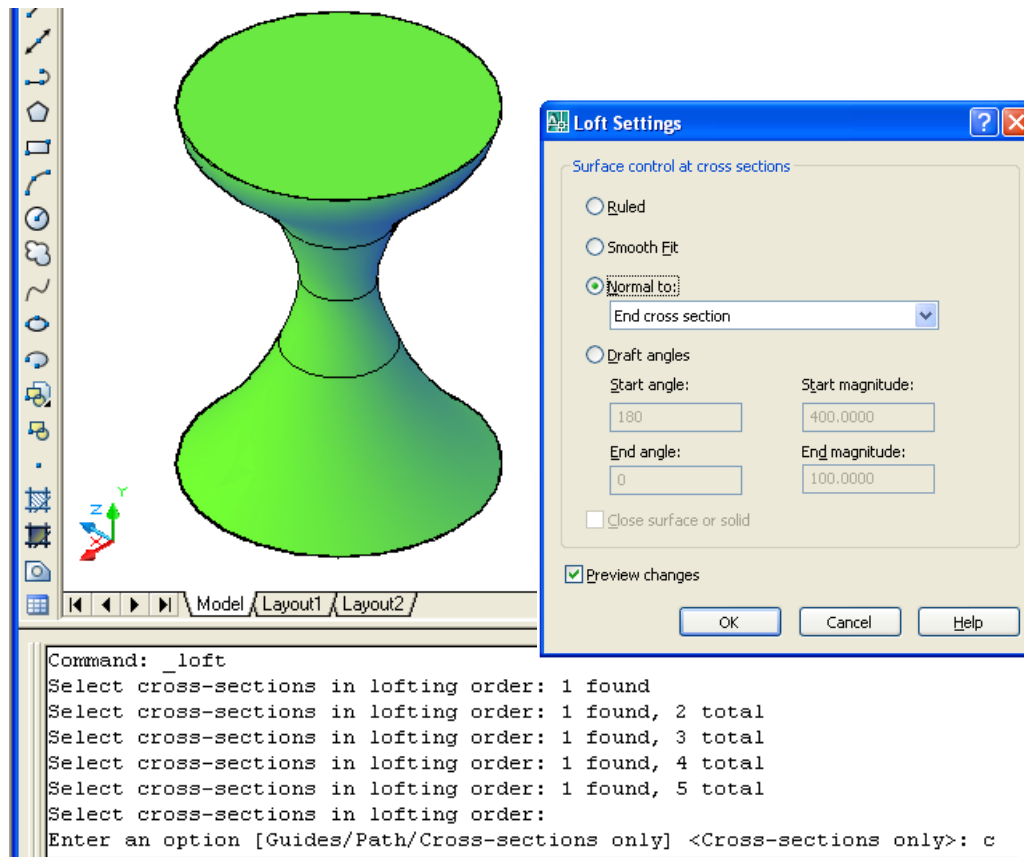 Loft Settings
?
Surface control at cross sections
Ruled
Smooth Fit
Normal to:
End cross section
Draft angles
Start angle: Start magnitude:
180 400.0000
End angle: End magnitude:
0 100.0000
Close surface or solid
Preview changes
OK Cancel Help
Z Y
X
Model Layout1 Layout2
Command: _loft
Select cross-sections in lofting order: 1 found
Select cross-sections in lofting order: 1 found, 2 total
Select cross-sections in lofting order: 1 found, 3 total
Select cross-sections in lofting order: 1 found, 4 total
Select cross-sections in lofting order: 1 found, 5 total
Select cross-sections in lofting order:
Enter an option [Guides/Path/Cross-sections only] <Cross-sections only>: c